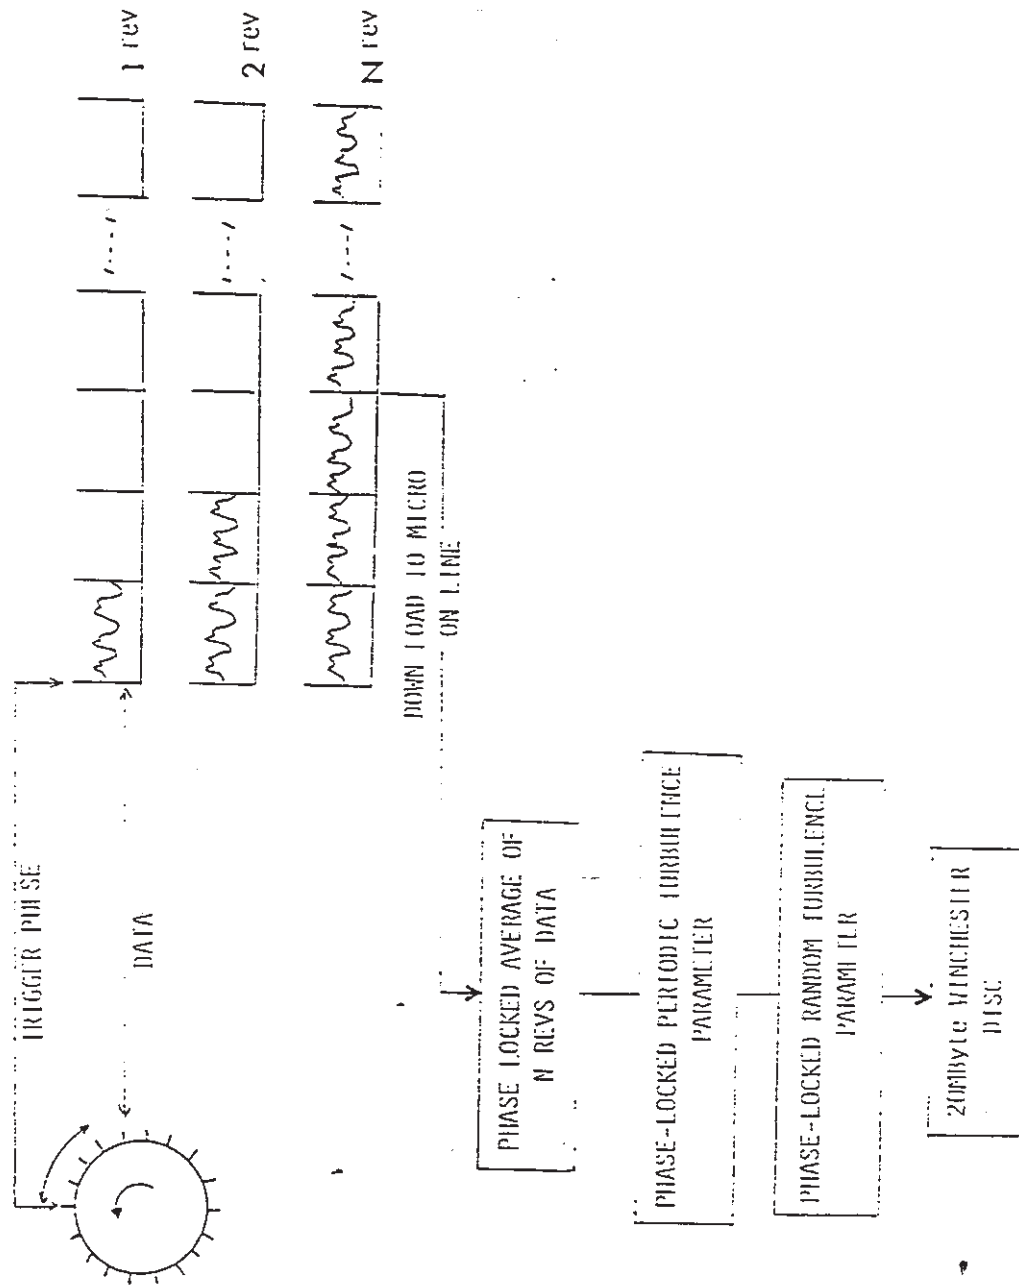 TRIGGER PULSE
DATA
1 rev
2 rev
N rev
DOWN LOAD TO MICRO
ON LINE
PHASE LOCKED AVERAGE OF
N REVS OF DATA
PHASE-LOCKED PERIODIC TURBULENCE
PARAMETER
PHASE-LOCKED RANDOM TURBULENCE
PARAMETER
20MByte WINCHESTER
DISC